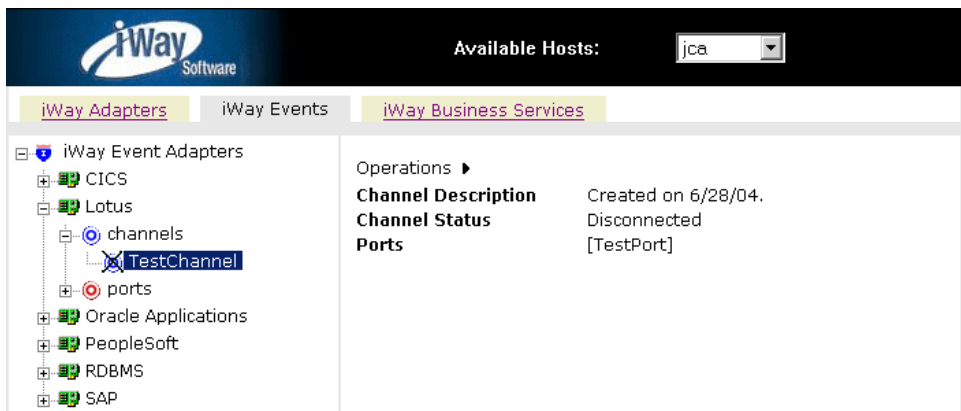 iWay Software
Available Hosts: jca
iWay Adapters iWay Events iWay Business Services
iWay Event Adapters
CICS
Lotus
channels
TestChannel
ports
Oracle Applications
PeopleSoft
RDBMS
SAP
Operations
Channel Description Created on 6/28/04.
Channel Status Disconnected
Ports [TestPort]